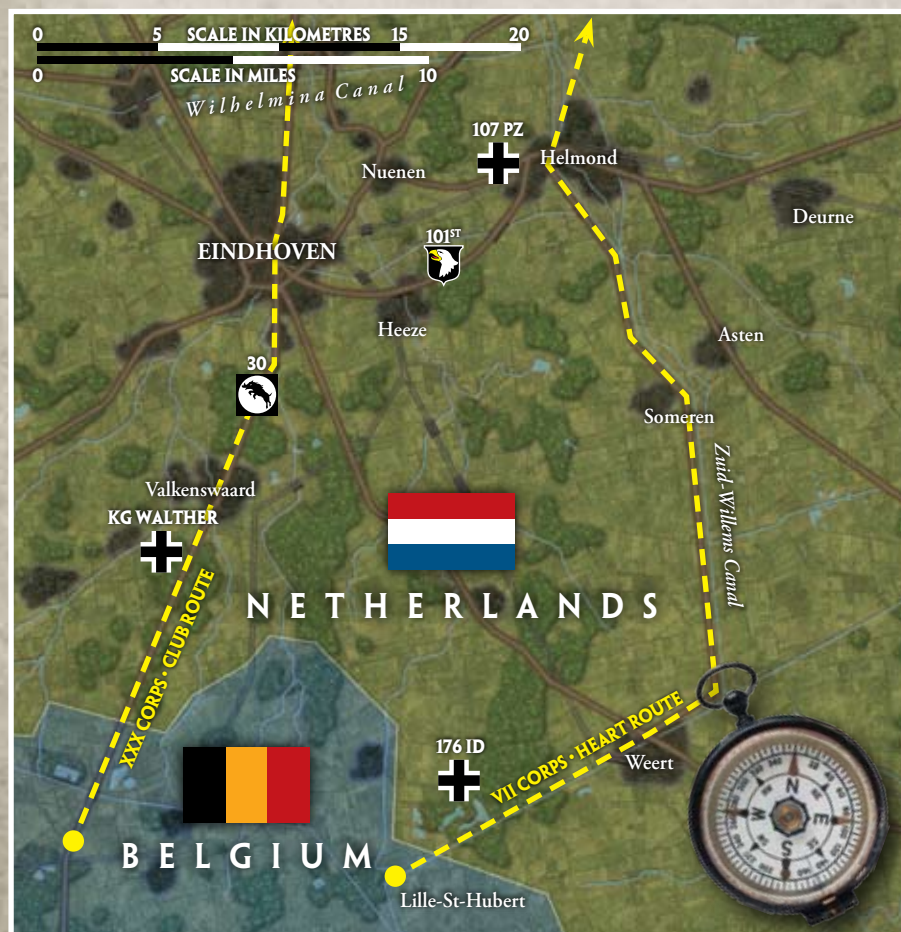 0 5 SCALE IN KILOMETRES 15 20
0 SCALE IN MILES 10
Wilhelmina Canal
107 PZ
Helmond
Nuenen
Deurne
101ST
EINDHOVEN
Heeze
Asten
30
Someren
Valkenswaard
KG WALTHER
Zuid-Willems Canal
NETHERLANDS
XXX CORPS • CLUB ROUTE
VII CORPS • HEART ROUTE
176 ID
Weert
BELGIUM
Lille-St-Hubert
N
E
S
W